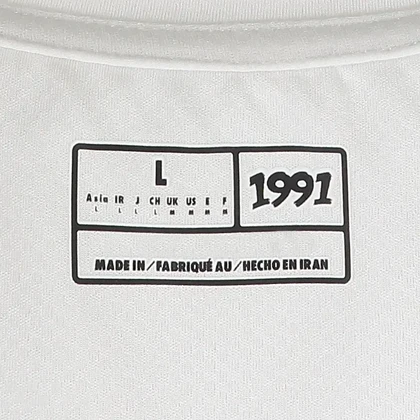 L
1991
Asia IR J CH UK US E F
L L L L M M M M
MADE IN/FABRIQUÉ AU/HECHO EN IRAN